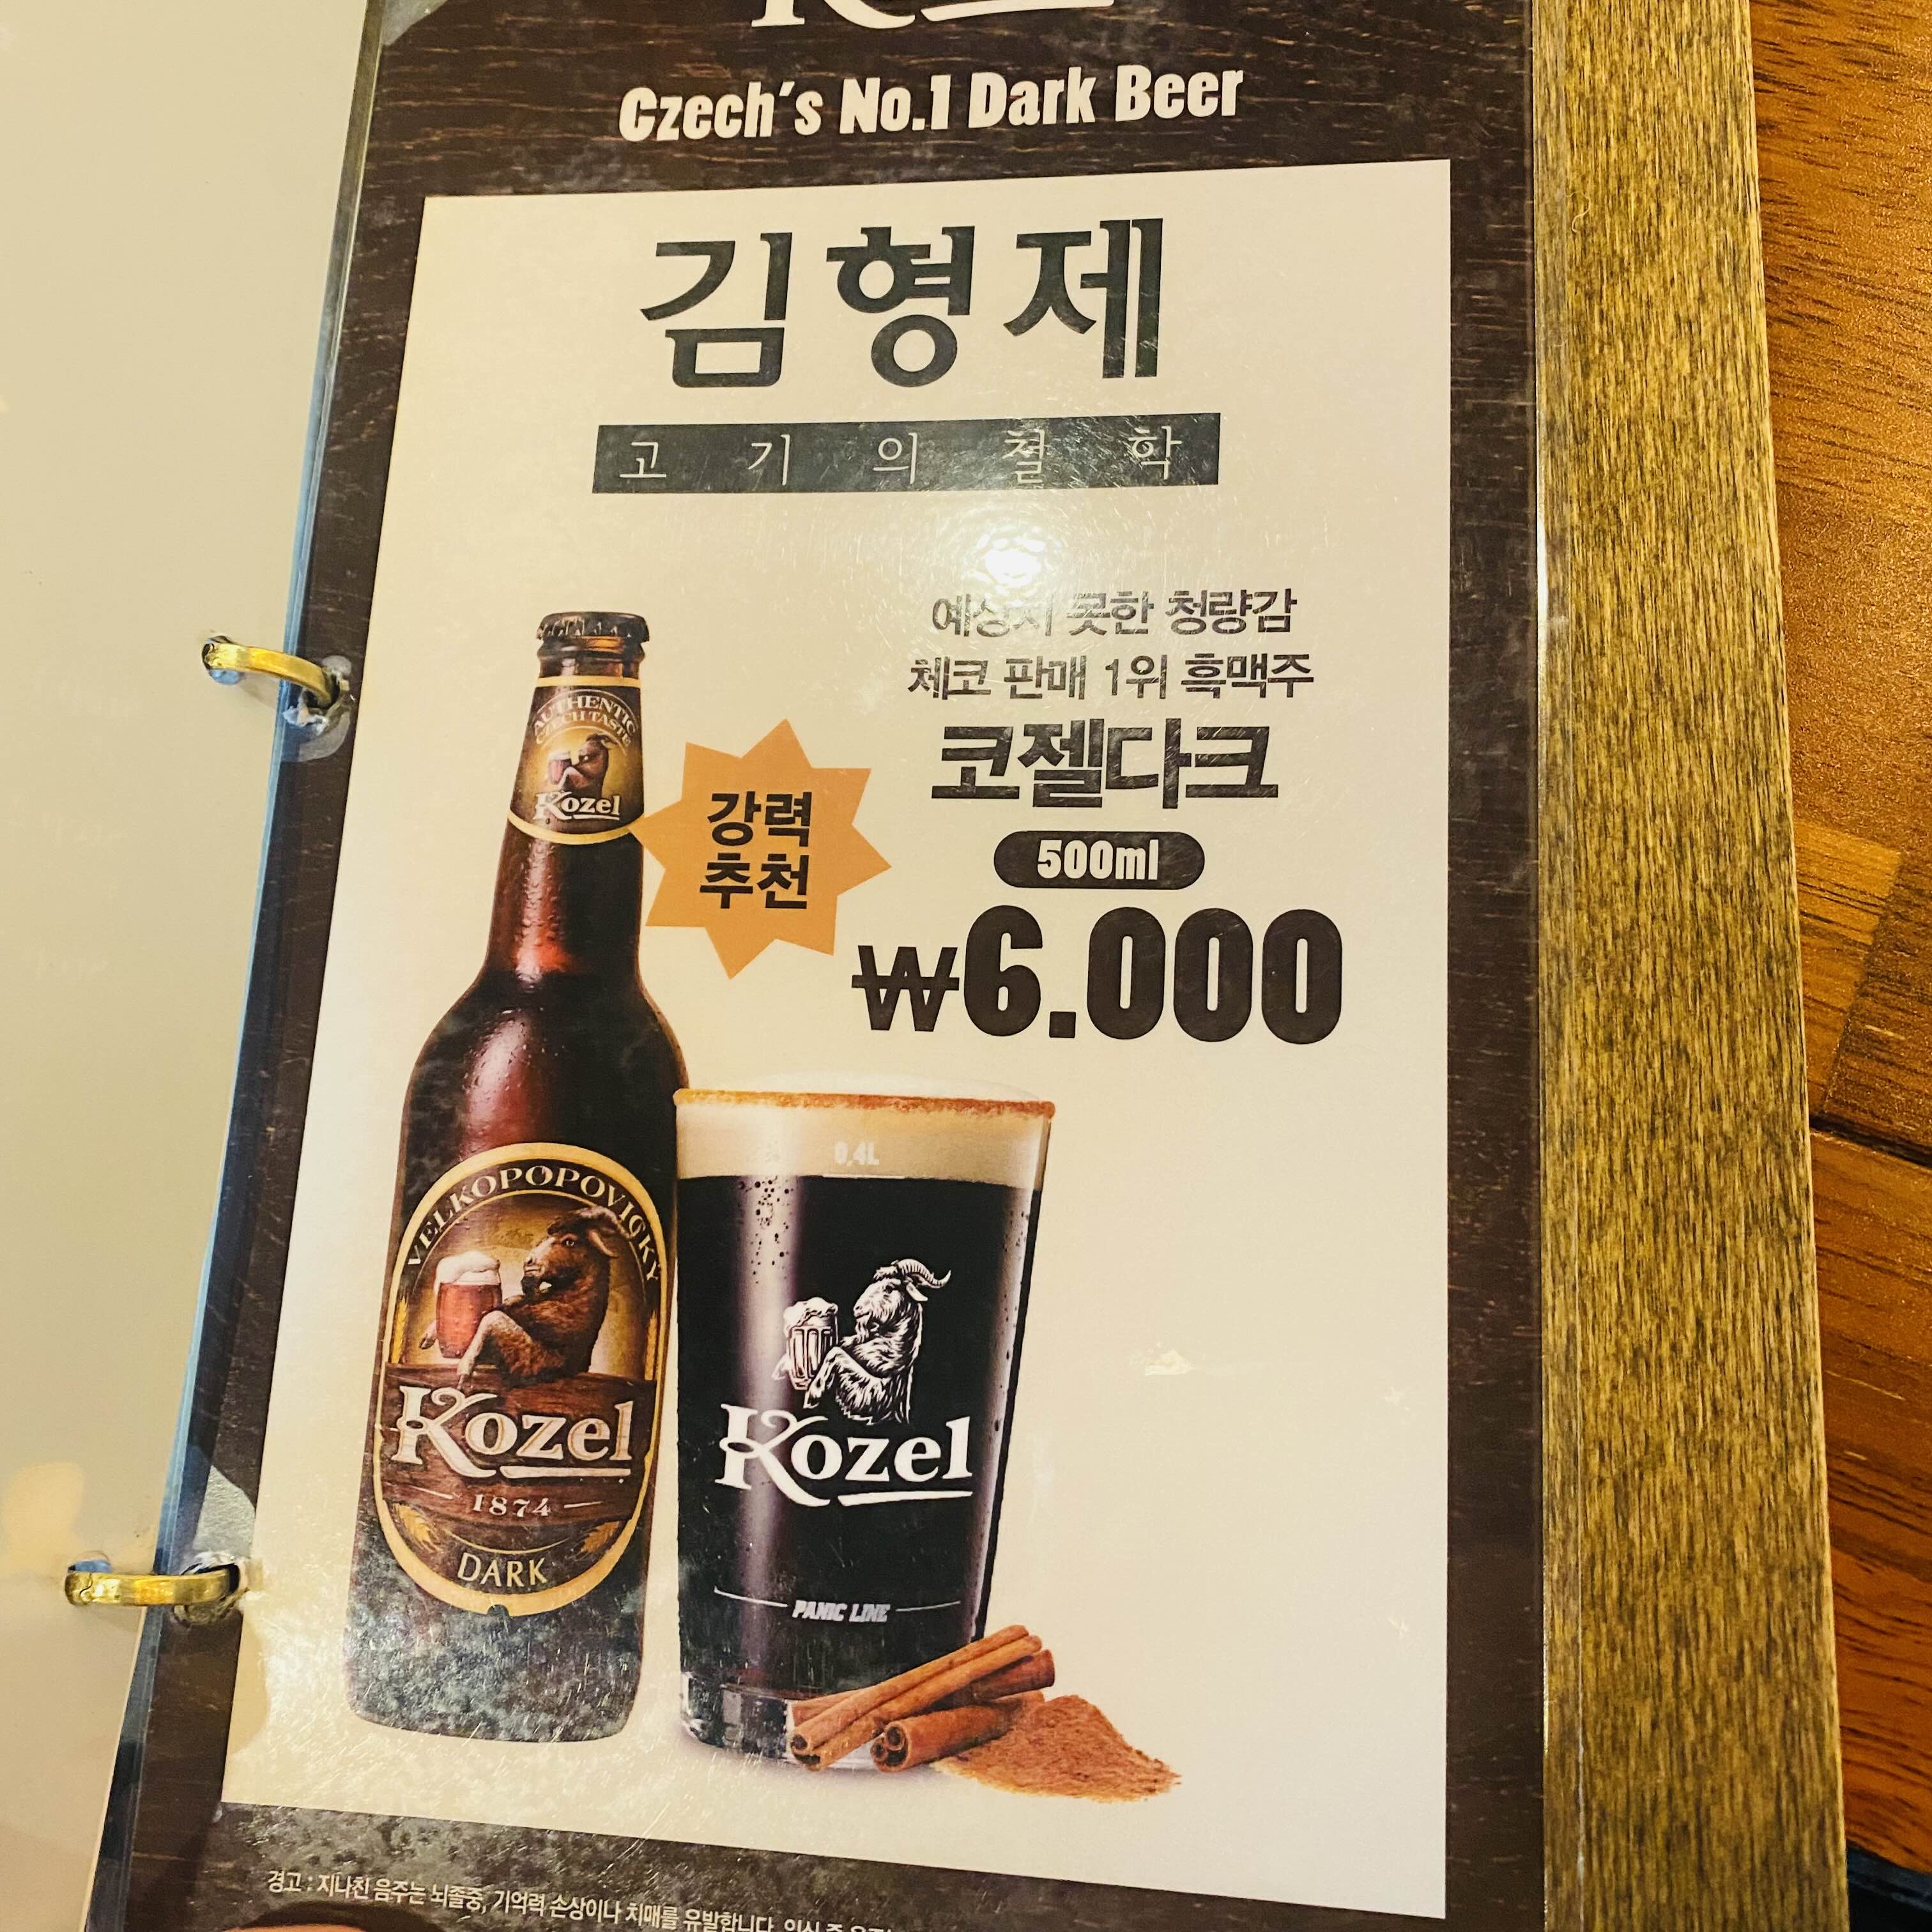 Czech's No.1 Dark Beer
김형제
고기의철학
예상치 못한 청량감
체코 판매 1위 흑맥주
코젤다크
500ml
₩6.000
강력
추천
AUTHENTIC
CZECH TASTE
Kozel
VELKOPOPOVICKÝ
Kozel
1874
DARK
0,4L
Kozel
PANIC LINE
경고 : 지나친 음주는 뇌졸중, 기억력 손상이나 치매를 유발합니다. 임신 중